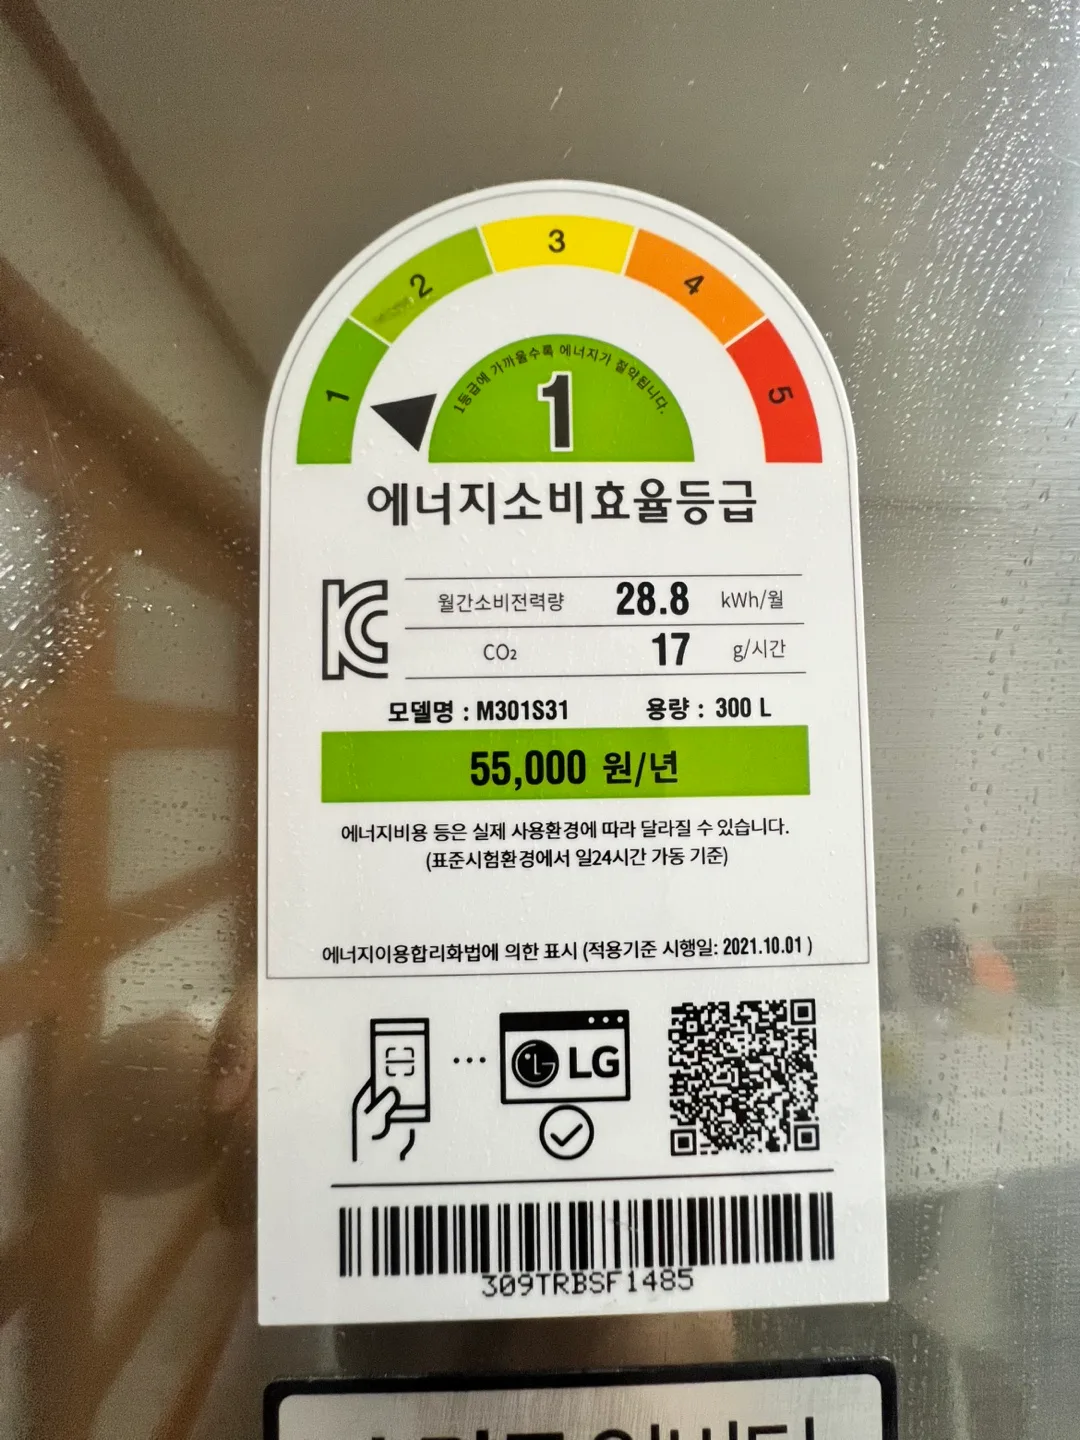 1 2 3 4 5
1등급에 가까울수록 에너지가 절약됩니다.
1
에너지소비효율등급
월간소비전력량 28.8 kWh/월
CO₂ 17 g/시간
모델명 : M301S31 용량 : 300 L
55,000 원/년
에너지비용 등은 실제 사용환경에 따라 달라질 수 있습니다.
(표준시험환경에서 일24시간 가동 기준)
에너지이용합리화법에 의한 표시 (적용기준 시행일: 2021.10.01 )
LG
309TRBSF1485